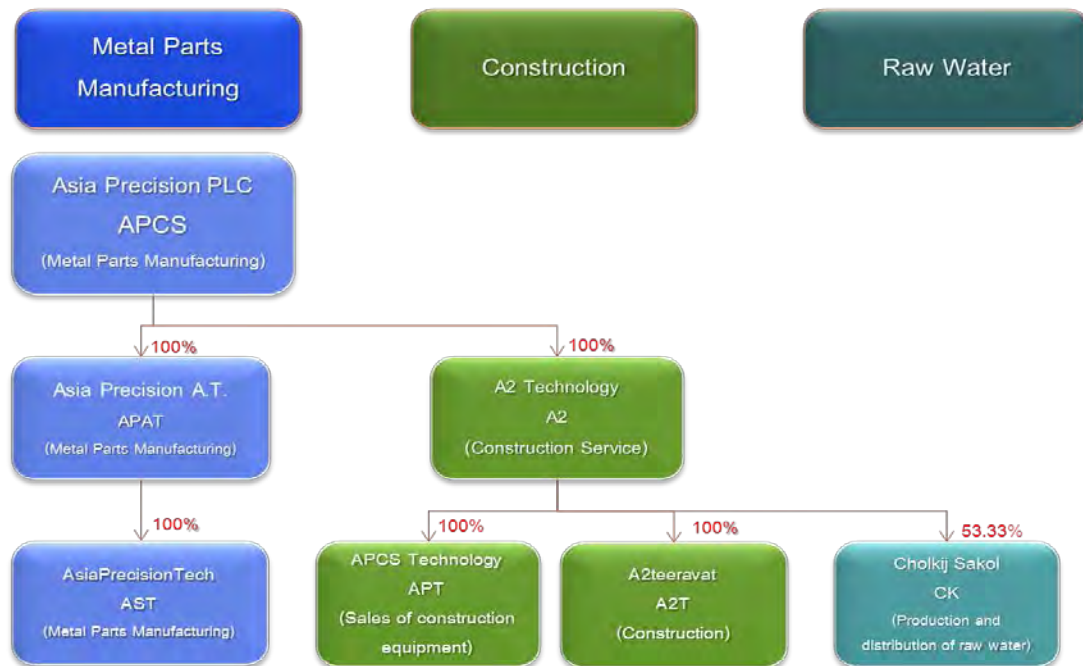 Metal Parts
Manufacturing
Construction
Raw Water
Asia Precision PLC
APCS
(Metal Parts Manufacturing)
100%
100%
Asia Precision A.T.
APAT
(Metal Parts Manufacturing)
A2 Technology
A2
(Construction Service)
100%
100%
100%
53.33%
AsiaPrecisionTech
AST
(Metal Parts Manufacturing)
APCS Technology
APT
(Sales of construction
equipment)
A2teeravat
A2T
(Construction)
Cholkij Sakol
CK
(Production and
distribution of raw water)